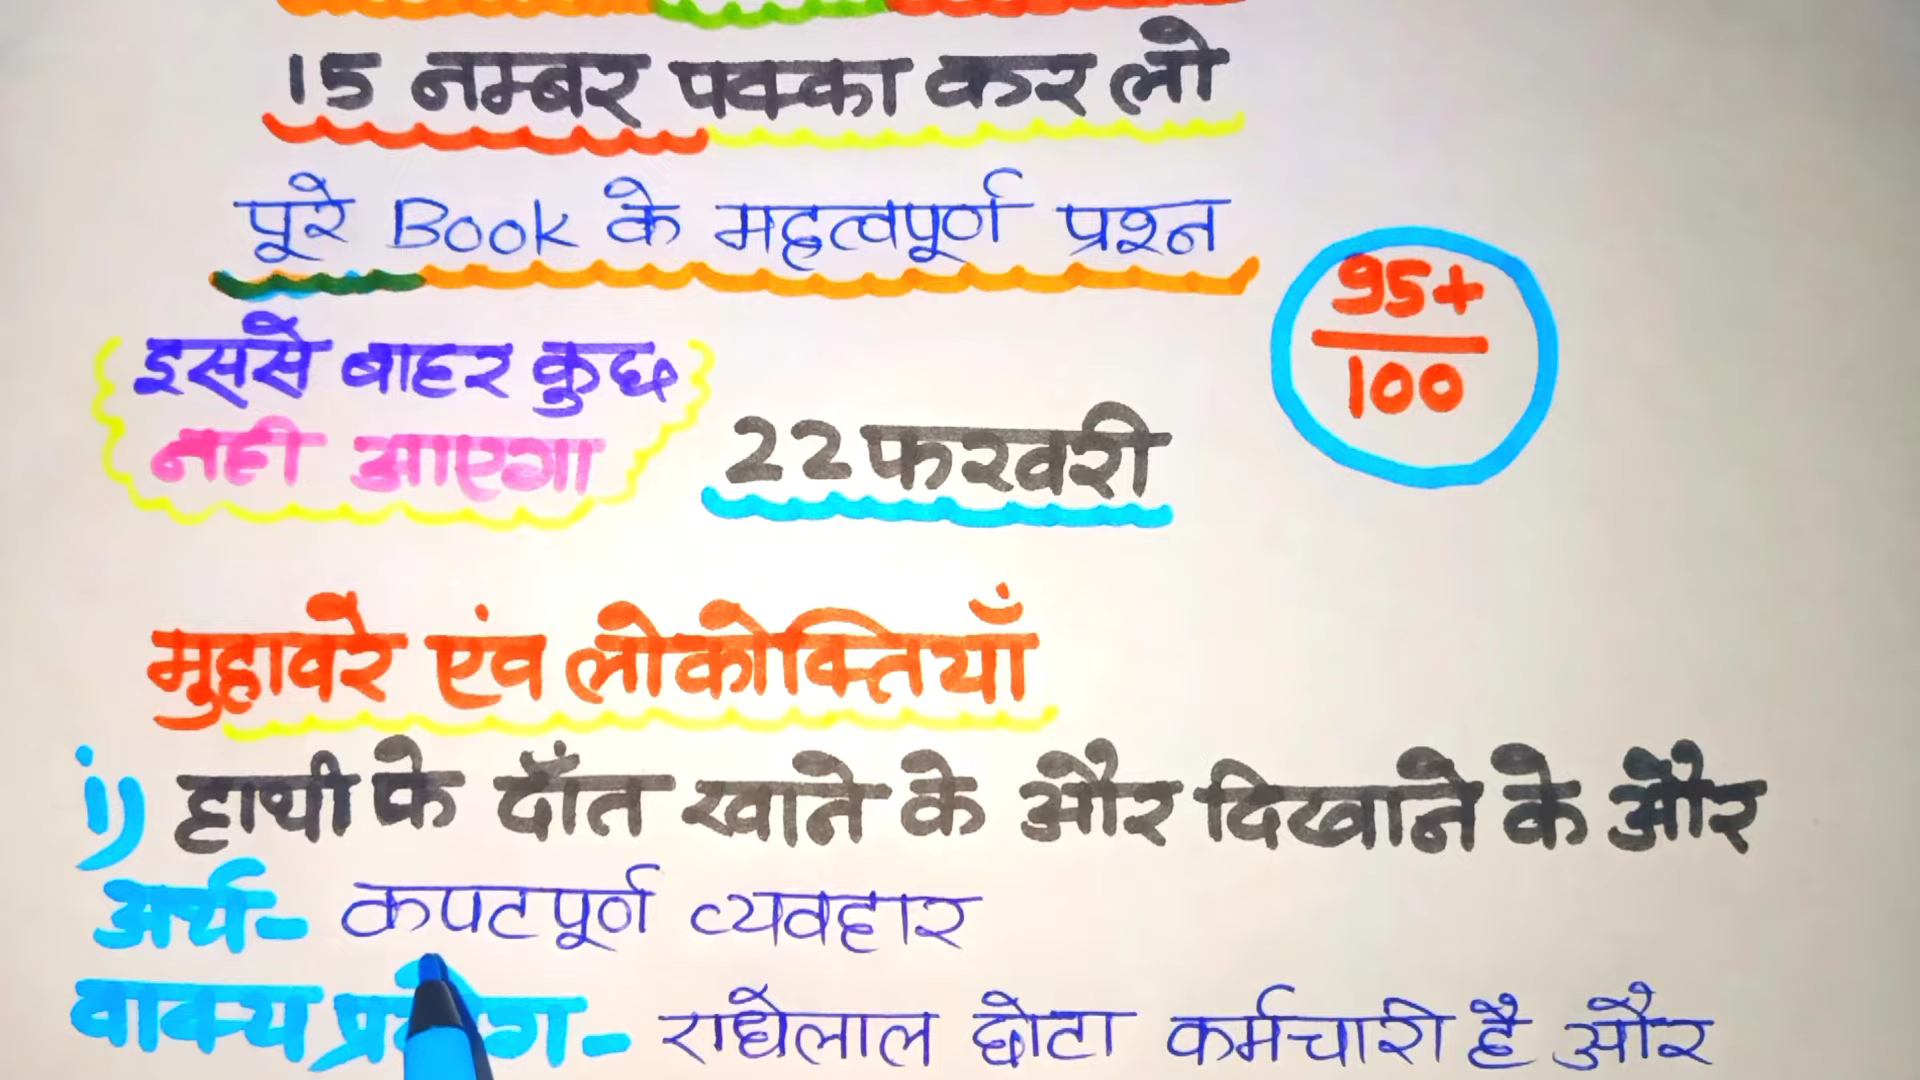 15 नम्बर पक्का कर लो
पूरे Book के महत्वपूर्ण प्रश्न
95+
100
इससे बाहर कुछ
नही आएगा
22 फरवरी
मुहावरे एंव लोकोक्तियाँ
i) हाथी के दाँत खाने के और दिखाने के और
अर्थ- कपटपूर्ण व्यवहार
वाक्य प्रयोग- राधेलाल छोटा कर्मचारी है और